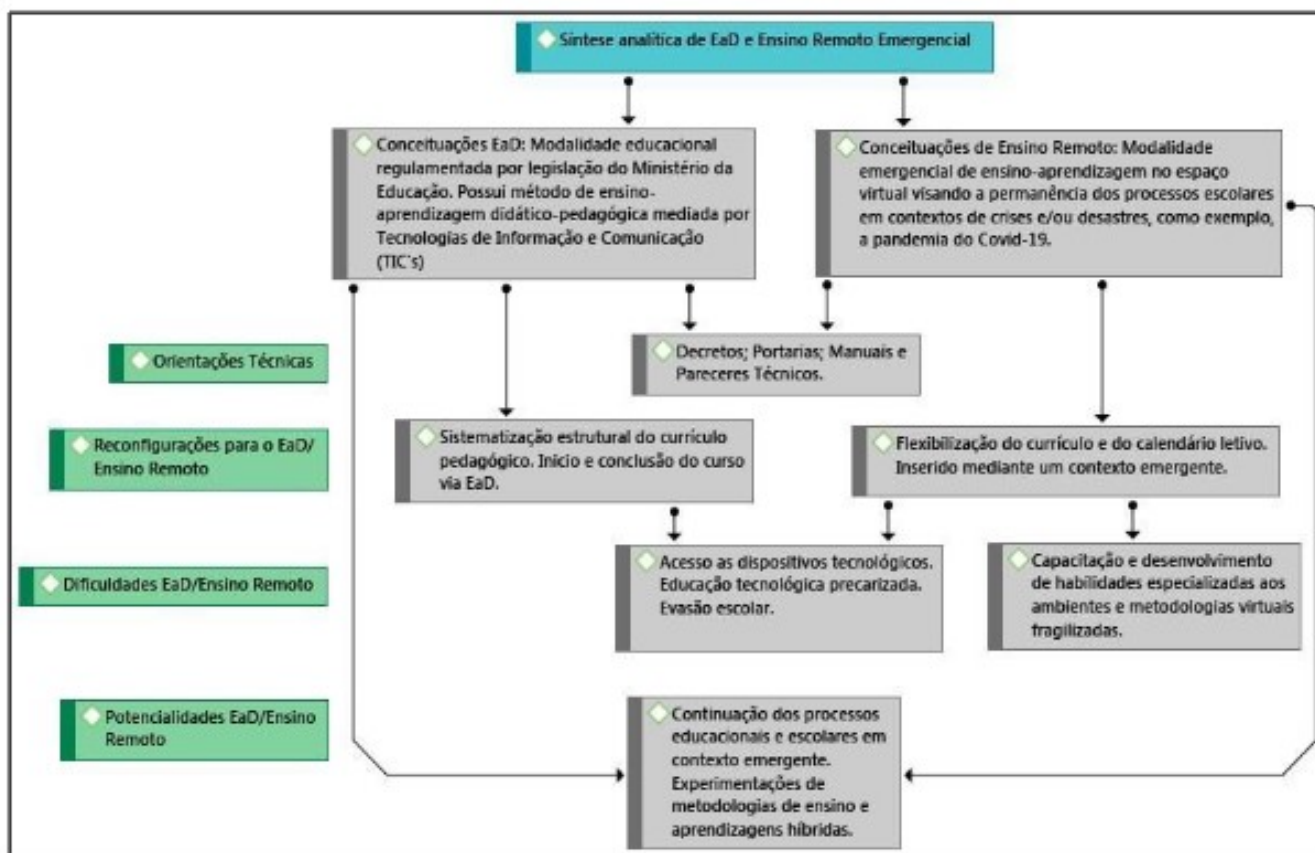 Síntese analítica de EaD e Ensino Remoto Emergencial
Conceituações EaD: Modalidade educacional
regulamentada por legislação do Ministério da
Educação. Possui método de ensino-
aprendizagem didático-pedagógica mediada por
Tecnologias de Informação e Comunicação
(TIC's)
Conceituações de Ensino Remoto: Modalidade
emergencial de ensino-aprendizagem no espaço
virtual visando a permanência dos processos escolares
em contextos de crises e/ou desastres, como exemplo,
a pandemia do Covid-19.
Orientações Técnicas
Decretos; Portarias; Manuais e
Pareceres Técnicos.
Reconfigurações para o EaD/
Ensino Remoto
Sistematização estrutural do currículo
pedagógico. Inicio e conclusão do curso
via EaD.
Flexibilização do currículo e do calendário letivo.
Inserido mediante um contexto emergente.
Dificuldades EaD/Ensino Remoto
Acesso as dispositivos tecnológicos.
Educação tecnológica precarizada.
Evasão escolar.
Capacitação e desenvolvimento
de habilidades especializadas aos
ambientes e metodologias virtuais
fragilizadas.
Potencialidades EaD/Ensino
Remoto
Continuação dos processos
educacionais e escolares em
contexto emergente.
Experimentações de
metodologias de ensino e
aprendizagens híbridas.